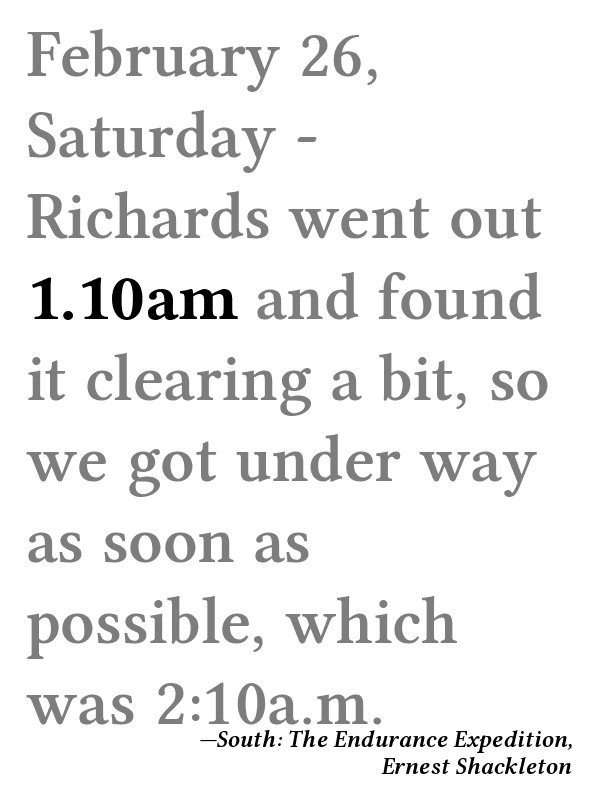 February 26,
Saturday -
Richards went out
1.10am and found
it clearing a bit, so
we got under way
as soon as
possible, which
was 2:10a.m.
—South: The Endurance Expedition,
Ernest Shackleton